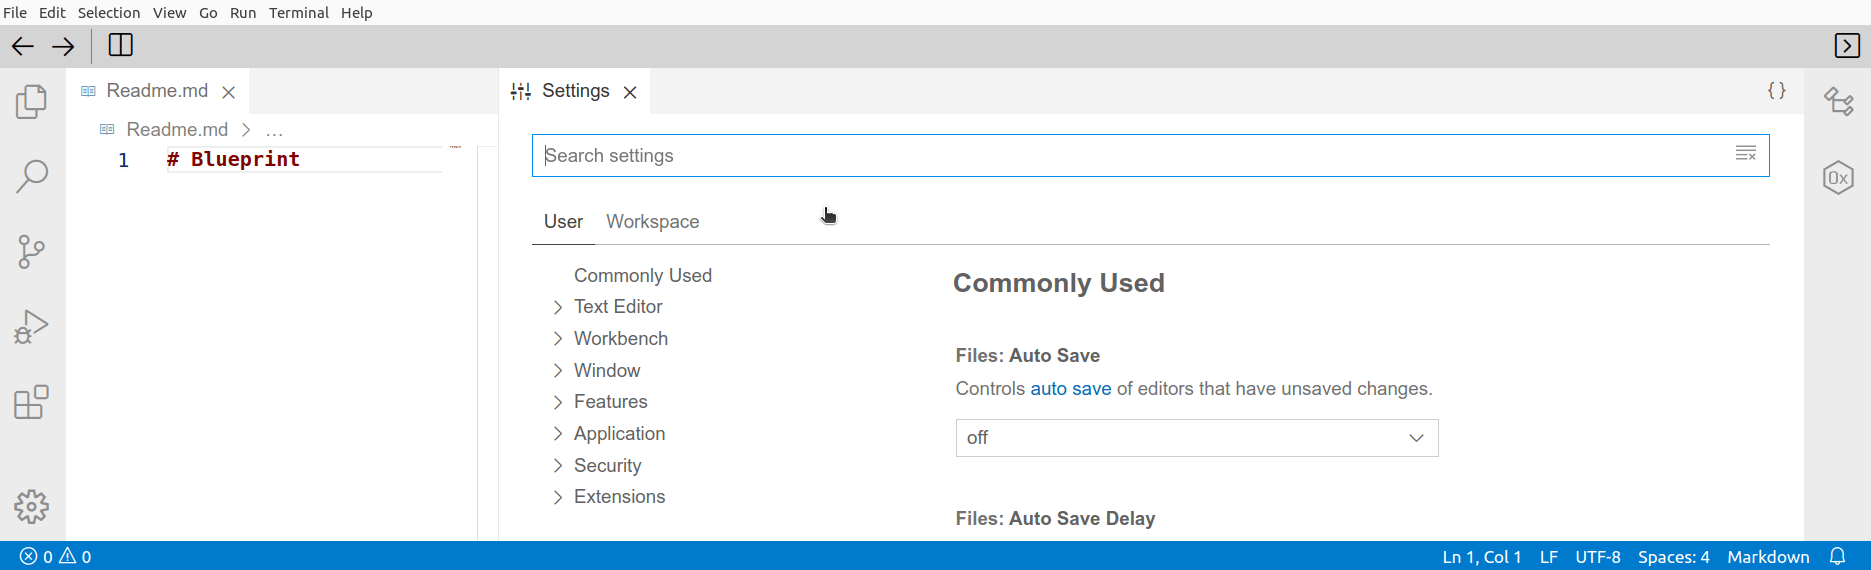 File Edit Selection View Go Run Terminal Help
Readme.md
Settings
{}
Readme.md > ...
1 # Blueprint
Search settings
User Workspace
Commonly Used
Text Editor
Workbench
Window
Features
Application
Security
Extensions
Commonly Used
Files: Auto Save
Controls auto save of editors that have unsaved changes.
off
Files: Auto Save Delay
0x
0 0 Ln 1, Col 1 LF UTF-8 Spaces: 4 Markdown